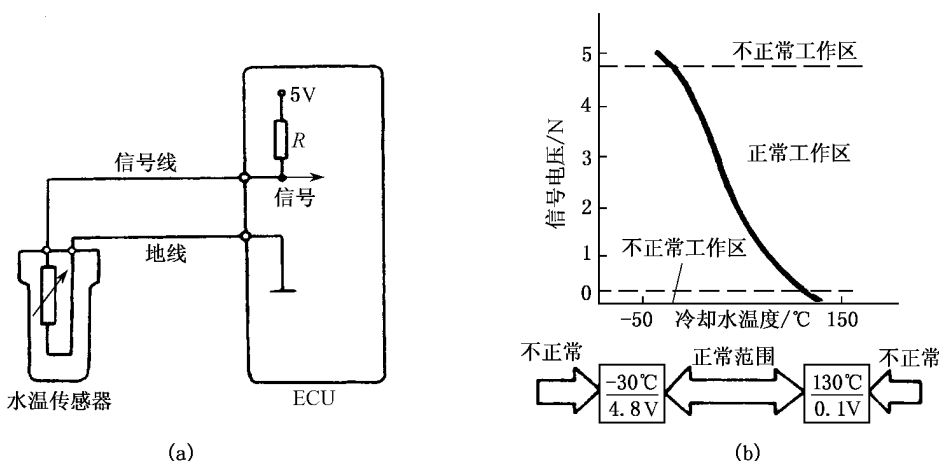 5V
R
信号线
信号
地线
水温传感器
ECU
(a)
信号电压/N
5
4
3
2
1
0
不正常工作区
正常工作区
不正常工作区
-50
冷却水温度/℃
150
不正常
正常范围
不正常
-30℃
4.8V
130℃
0.1V
(b)